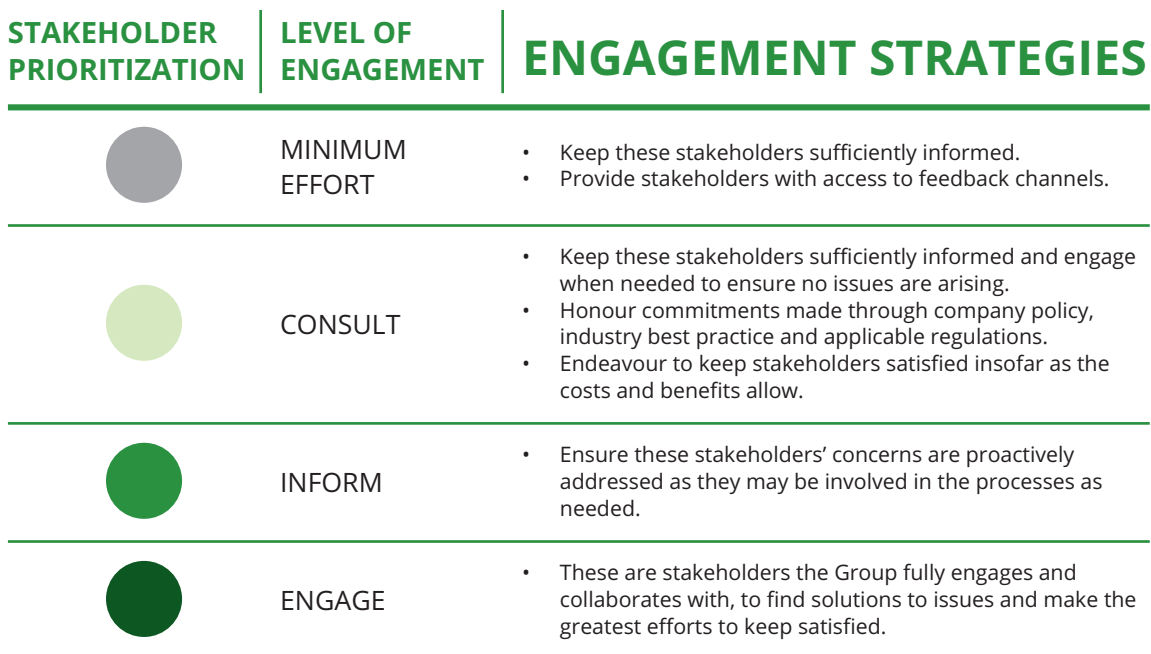 STAKEHOLDER
PRIORITIZATION
LEVEL OF
ENGAGEMENT
ENGAGEMENT STRATEGIES
MINIMUM
EFFORT
• Keep these stakeholders sufficiently informed.
• Provide stakeholders with access to feedback channels.
CONSULT
• Keep these stakeholders sufficiently informed and engage
when needed to ensure no issues are arising.
• Honour commitments made through company policy,
industry best practice and applicable regulations.
• Endeavour to keep stakeholders satisfied insofar as the
costs and benefits allow.
INFORM
• Ensure these stakeholders’ concerns are proactively
addressed as they may be involved in the processes as
needed.
ENGAGE
• These are stakeholders the Group fully engages and
collaborates with, to find solutions to issues and make the
greatest efforts to keep satisfied.